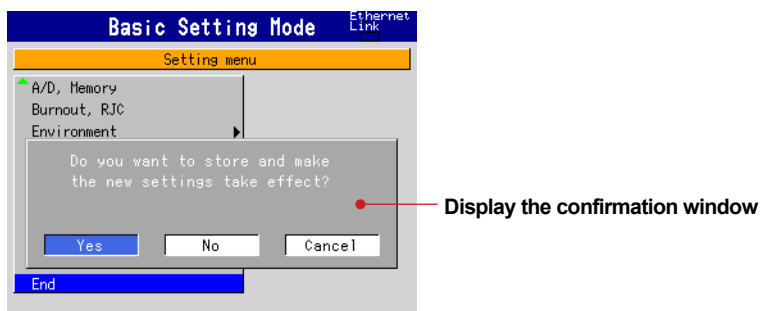 Basic Setting Mode
Ethernet
Link
Setting menu
A/D, Memory
Burnout, RJC
Environment
Do you want to store and make
the new settings take effect?
Display the confirmation window
Yes No Cancel
End